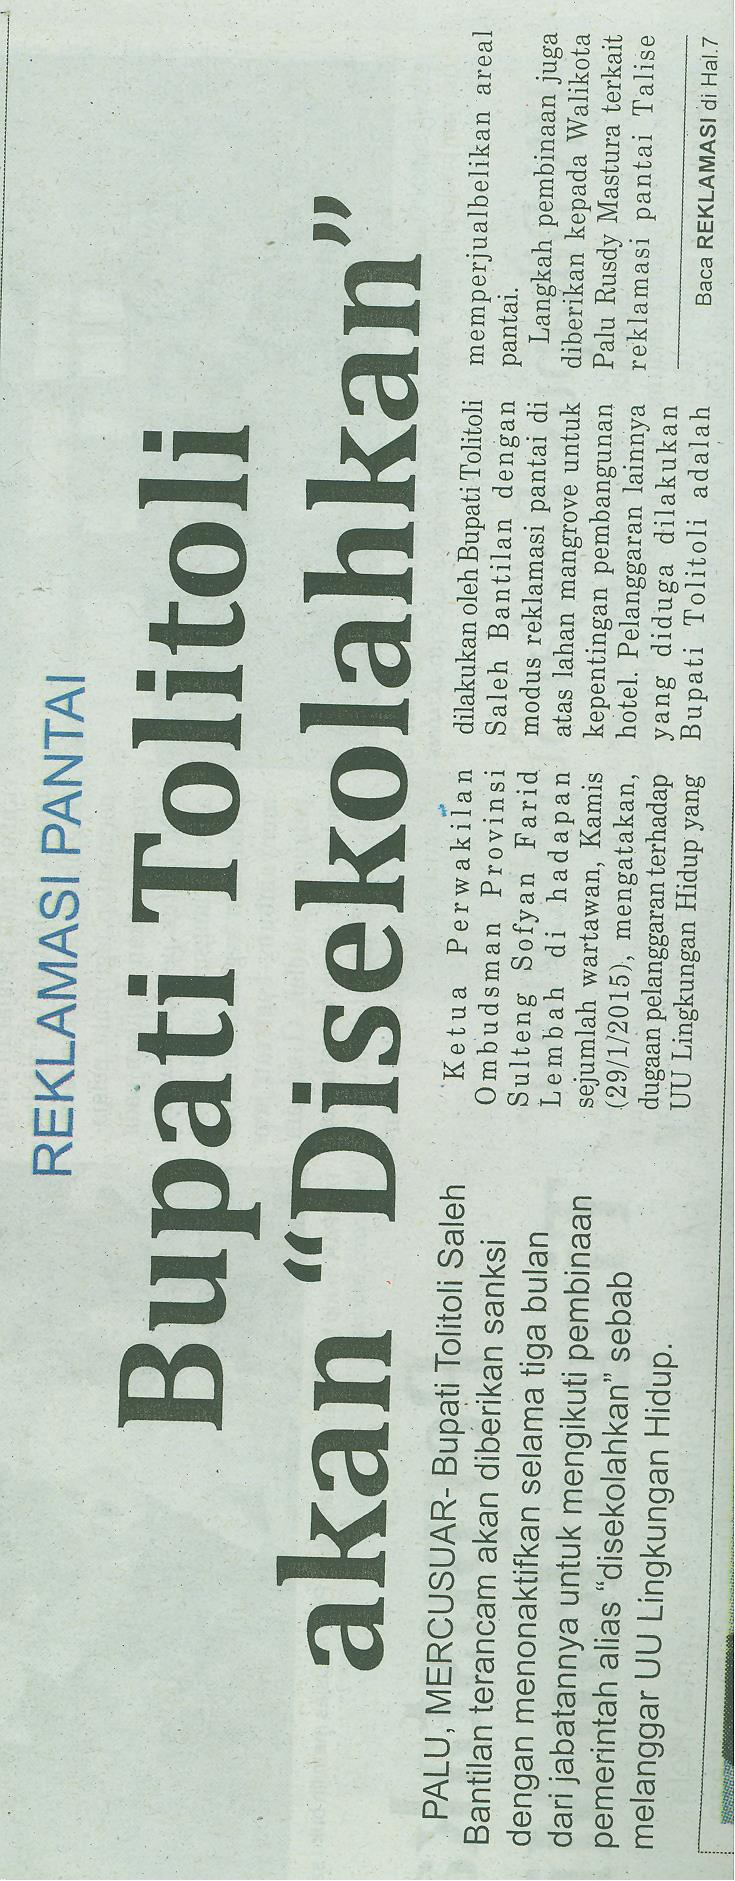 REKLAMASI PANTAI
Bupati Tolitoli
akan “Disekolahkan”
PALU, MERCUSUAR- Bupati Tolitoli Saleh
Bantilan terancam akan diberikan sanksi
dengan menonaktifkan selama tiga bulan
dari jabatannya untuk mengikuti pembinaan
pemerintah alias “disekolahkan” sebab
melanggar UU Lingkungan Hidup.
Ketua Perwakilan
Ombudsman Provinsi
Sulteng Sofyan Farid
Lembah di hadapan
sejumlah wartawan, Kamis
(29/1/2015), mengatakan,
dugaan pelanggaran terhadap
UU Lingkungan Hidup yang
dilakukan oleh Bupati Tolitoli
Saleh Bantilan dengan
modus reklamasi pantai di
atas lahan mangrove untuk
kepentingan pembangunan
hotel. Pelanggaran lainnya
yang diduga dilakukan
Bupati Tolitoli adalah
memperjualbelikan areal
pantai.
Langkah pembinaan juga
diberikan kepada Walikota
Palu Rusdy Mastura terkait
reklamasi pantai Talise
Baca REKLAMASI di Hal.7